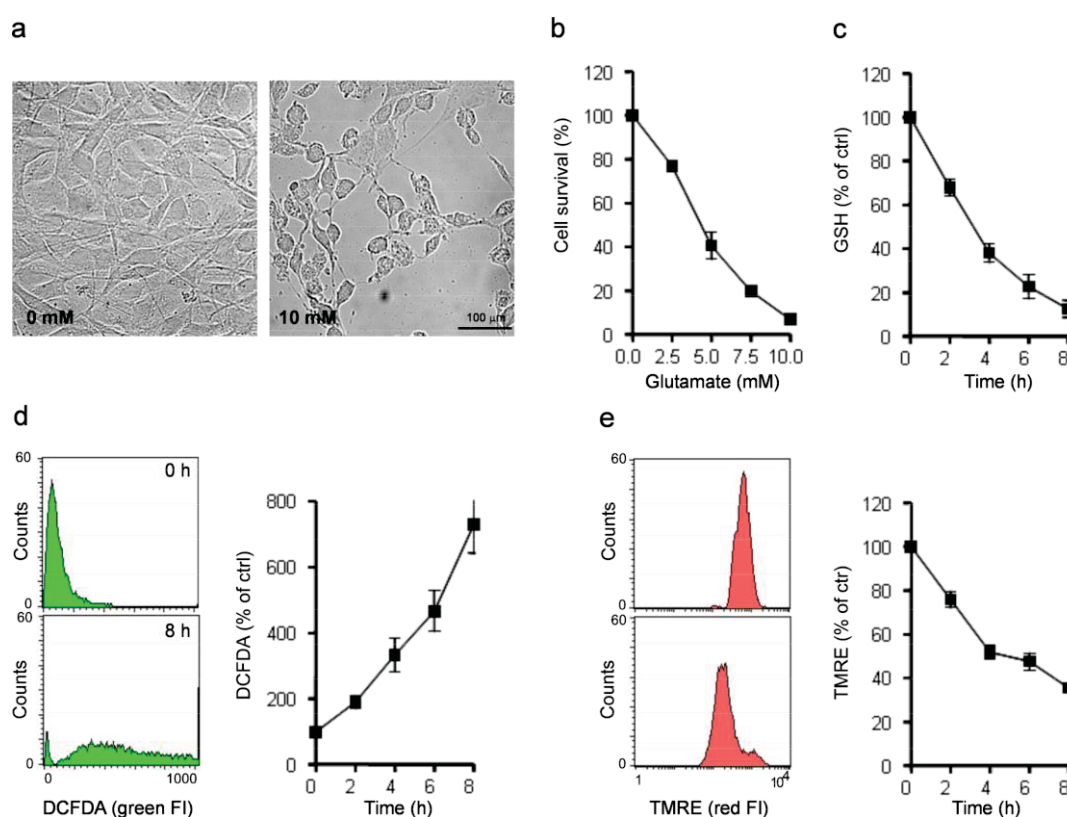 a
0 mM
10 mM
100 µm
b
Cell survival (%)
120
100
80
60
40
20
0
0.0 2.5 5.0 7.5 10.0
Glutamate (mM)
c
GSH (% of ctrl)
120
100
80
60
40
20
0
0 2 4 6 8
Time (h)
d
60
0 h
Counts
0
60
8 h
Counts
0
0 1000
DCFDA (green FI)
DCFDA (% of ctrl)
800
600
400
200
0
0 2 4 6 8
Time (h)
e
60
Counts
0
60
Counts
0
1 10⁴
TMRE (red FI)
TMRE (% of ctr)
120
100
80
60
40
20
0
0 2 4 6 8
Time (h)